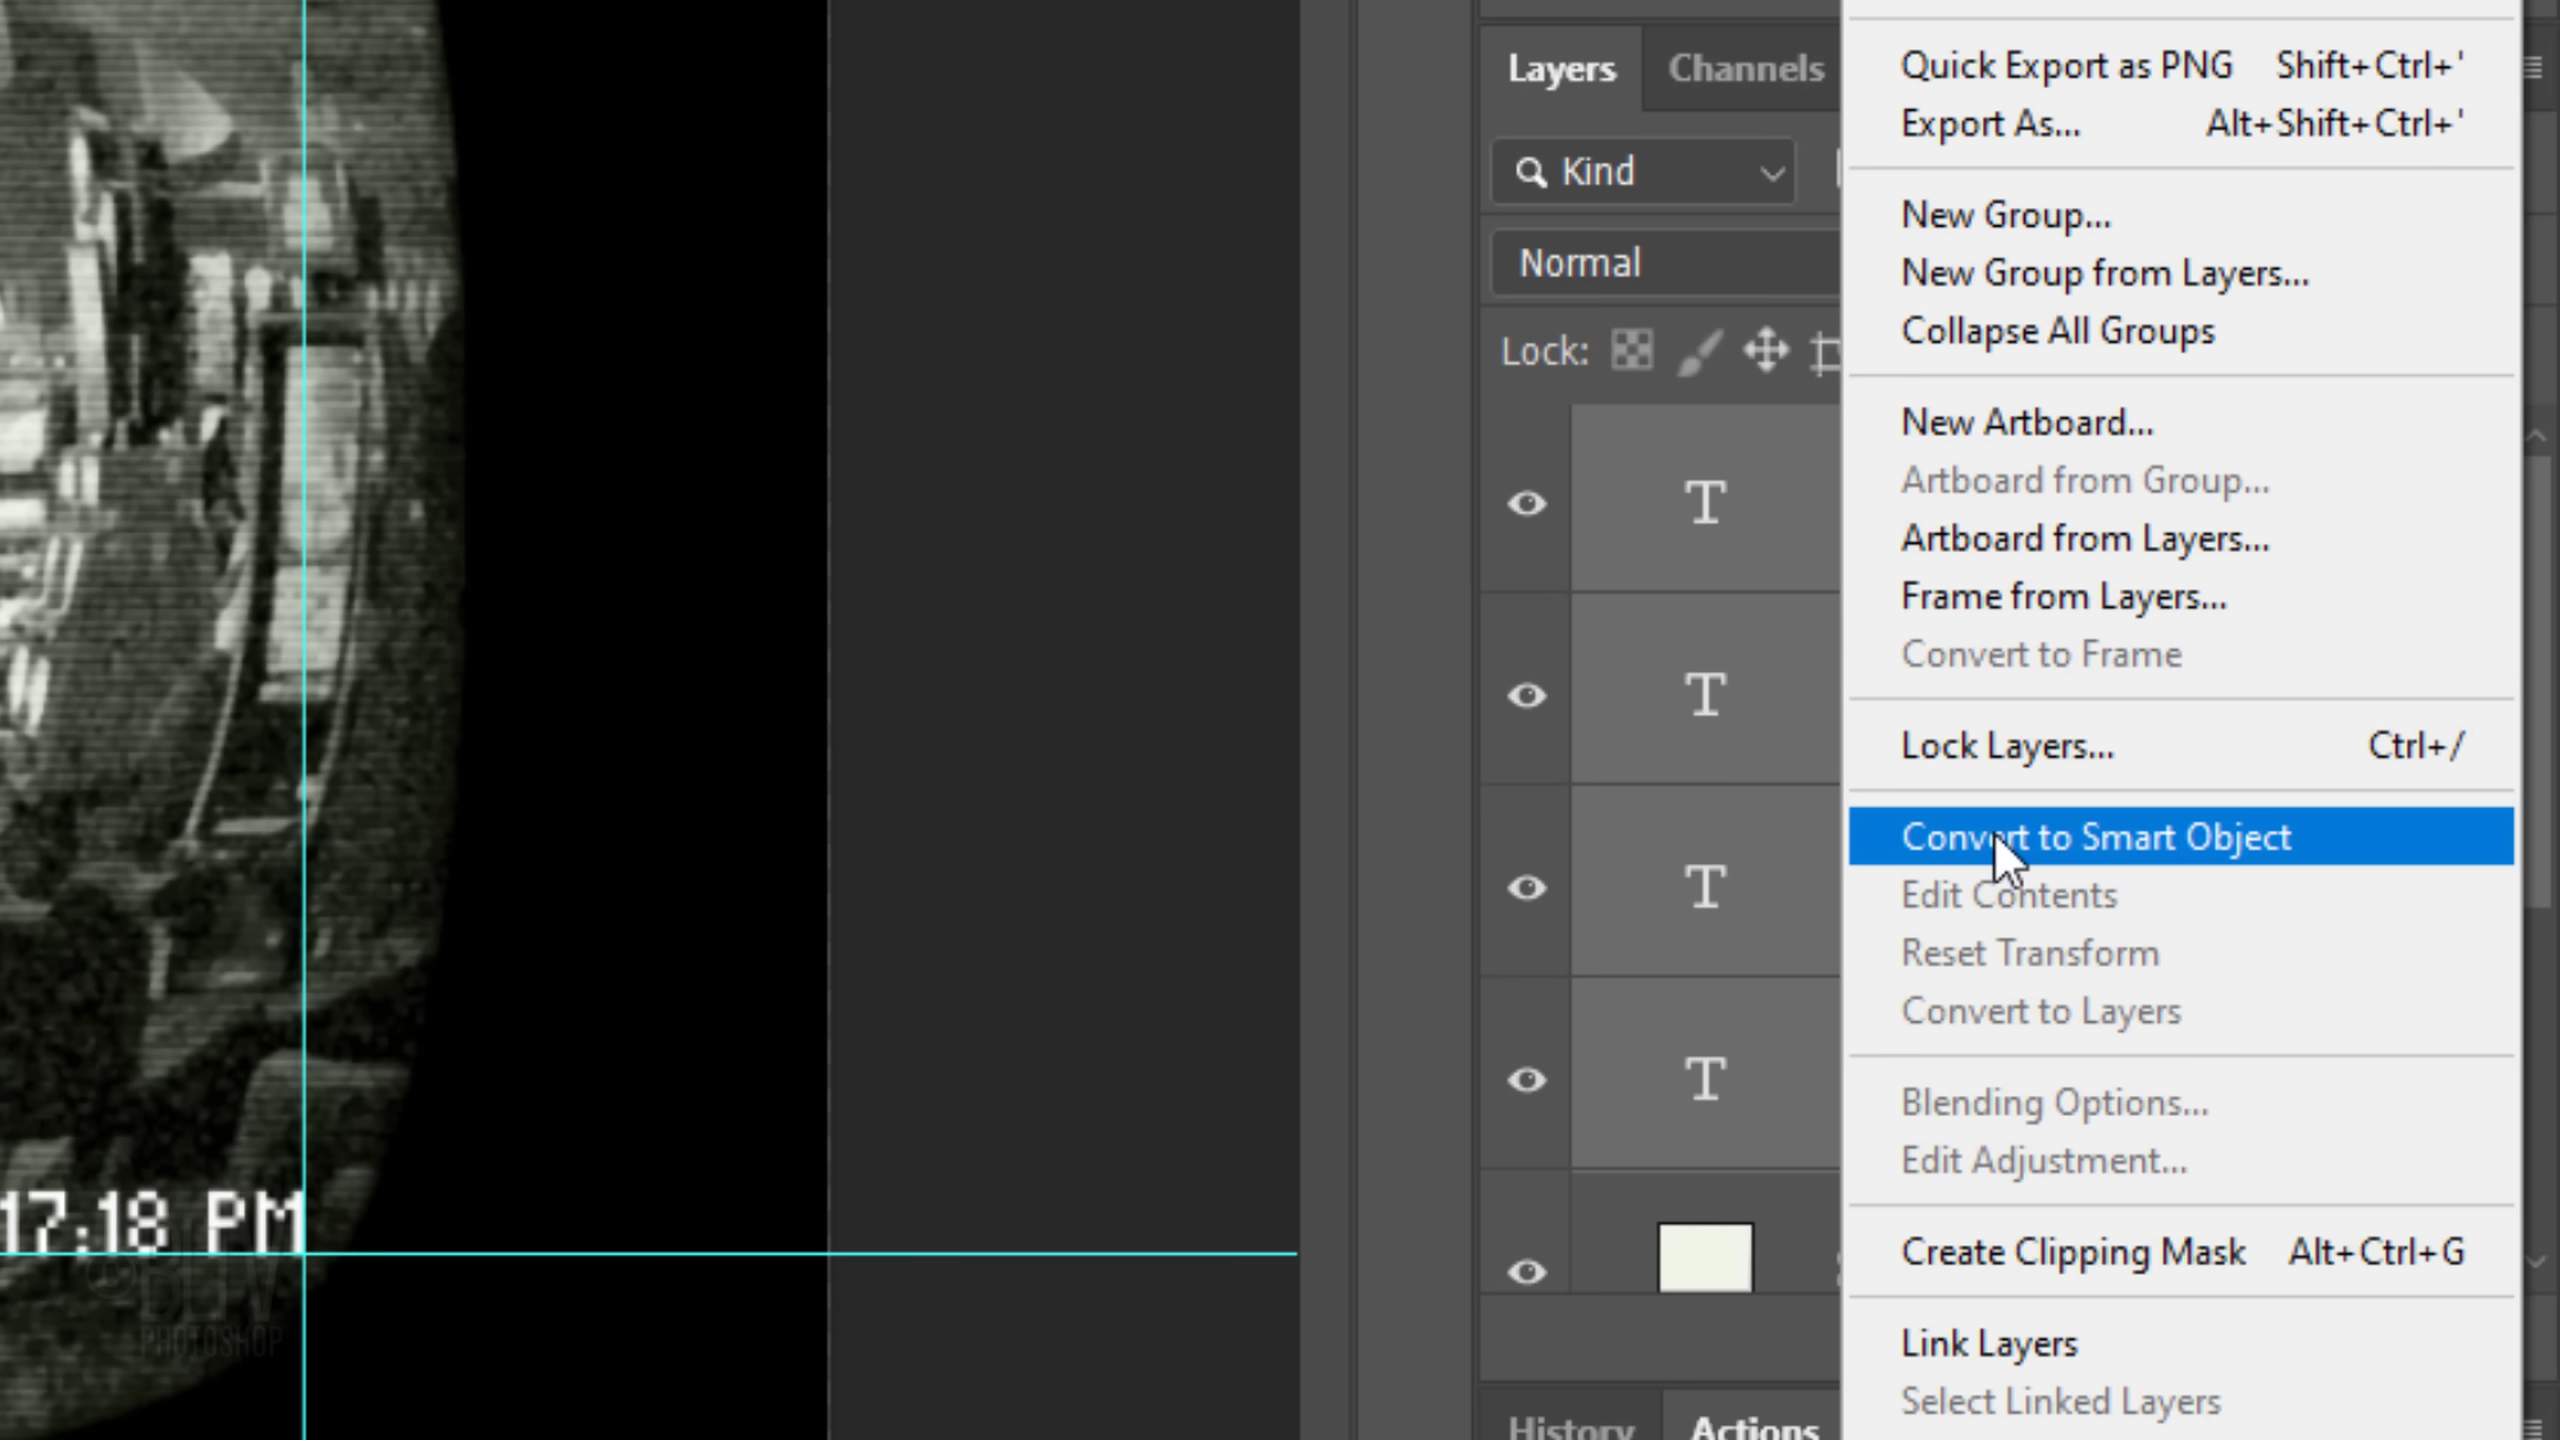 Layers
Channels
Kind
Normal
Lock:
T
T
T
T
Quick Export as PNG Shift+Ctrl+'
Export As... Alt+Shift+Ctrl+'
New Group...
New Group from Layers...
Collapse All Groups
New Artboard...
Artboard from Group...
Artboard from Layers...
Frame from Layers...
Convert to Frame
Lock Layers... Ctrl+/
Convert to Smart Object
Edit Contents
Reset Transform
Convert to Layers
Blending Options...
Edit Adjustment...
Create Clipping Mask Alt+Ctrl+G
Link Layers
Select Linked Layers
17:18 PM
PHOTOSHOP
History
Actions